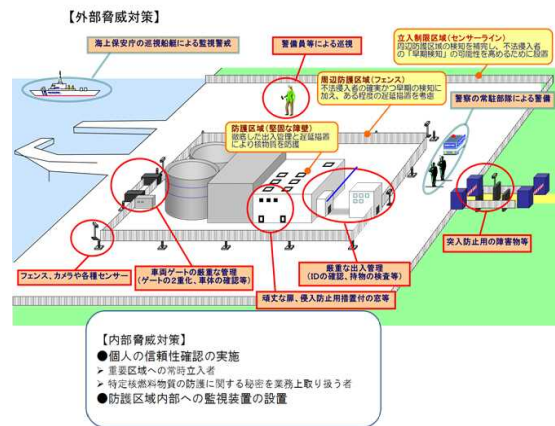 【外部脅威対策】
海上保安庁の巡視船艇による監視警戒
警備員等による巡視
立入制限区域(センサーライン)
周辺防護区域の検知を補完し、不法侵入者
の「早期の検知」の可能性を高めるために設置
周辺防護区域(フェンス)
不法侵入者の確実かつ早期の検知に
加え、ある程度の遅延措置を考慮
防護区域(堅固な障壁)
徹底した出入管理と遅延措置
により核物質を防護
警察の常駐部隊による警備
フェンス、カメラや各種センサー
車両ゲートの厳重な管理
(ゲートの2重化、車体の確認等)
頑丈な扉、侵入防止用措置付の窓等
厳重な出入管理
(IDの確認、持物の検査等)
突入防止用の障害物等
【内部脅威対策】
●個人の信頼性確認の実施
➢ 重要区域への常時立入者
➢ 特定核燃料物質の防護に関する秘密を業務上取り扱う者
●防護区域内部への監視装置の設置